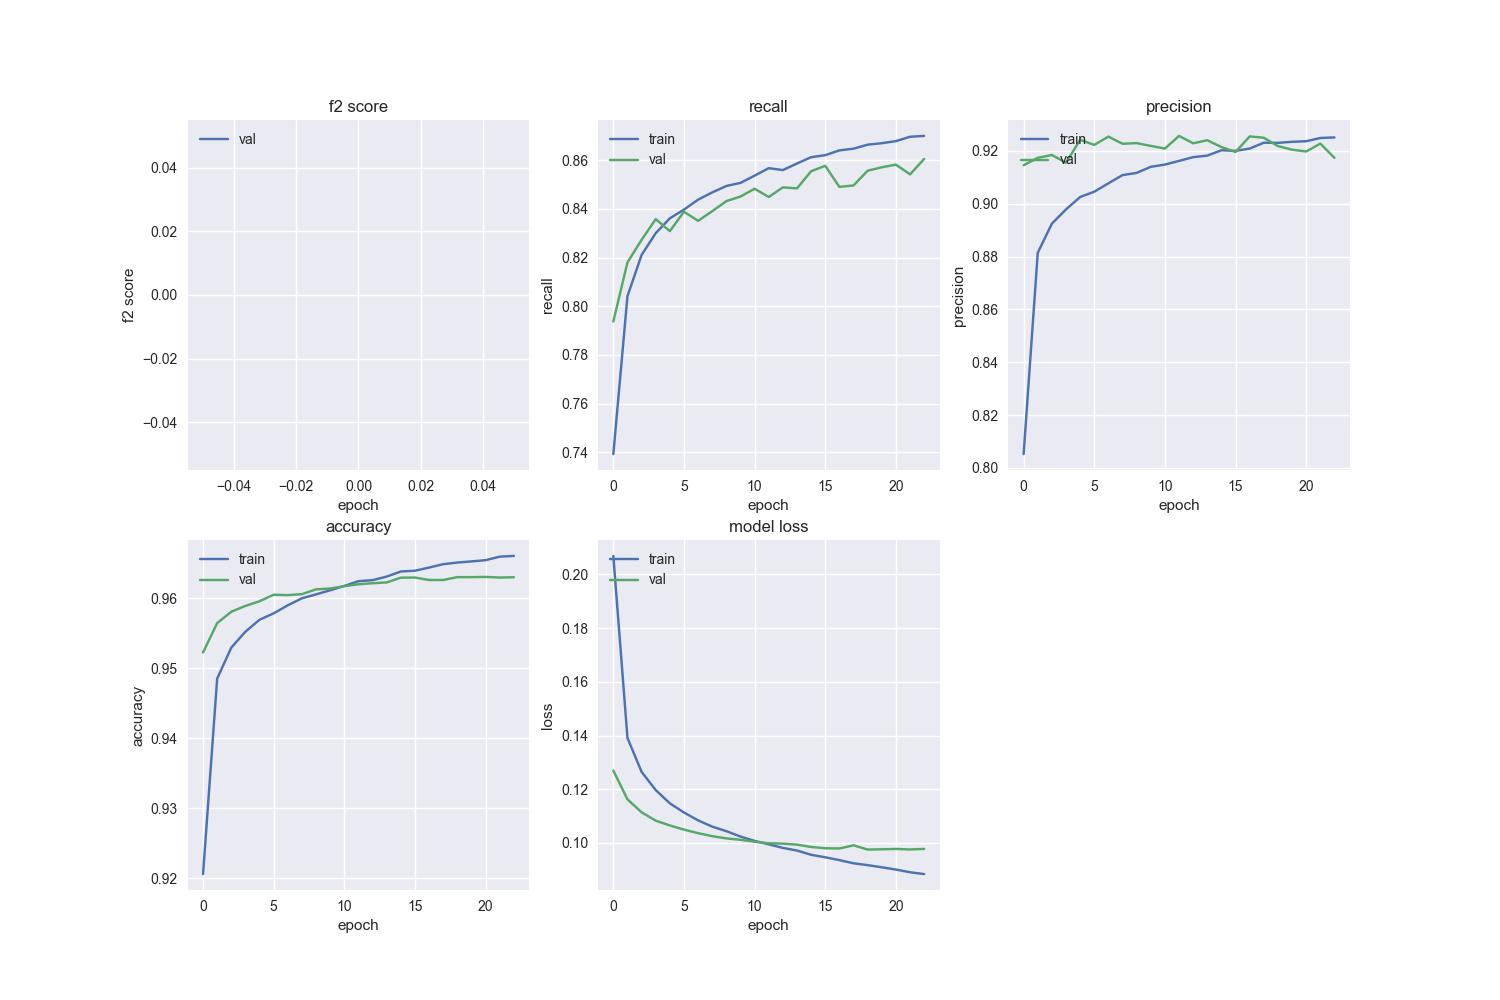 f2 score
val
f2 score
0.04
0.02
0.00
−0.02
−0.04
−0.04 −0.02 0.00 0.02 0.04
epoch
recall
train
val
recall
0.86
0.84
0.82
0.80
0.78
0.76
0.74
0 5 10 15 20
epoch
precision
train
val
precision
0.92
0.90
0.88
0.86
0.84
0.82
0.80
0 5 10 15 20
epoch
accuracy
train
val
accuracy
0.96
0.95
0.94
0.93
0.92
0 5 10 15 20
epoch
model loss
train
val
loss
0.20
0.18
0.16
0.14
0.12
0.10
0 5 10 15 20
epoch